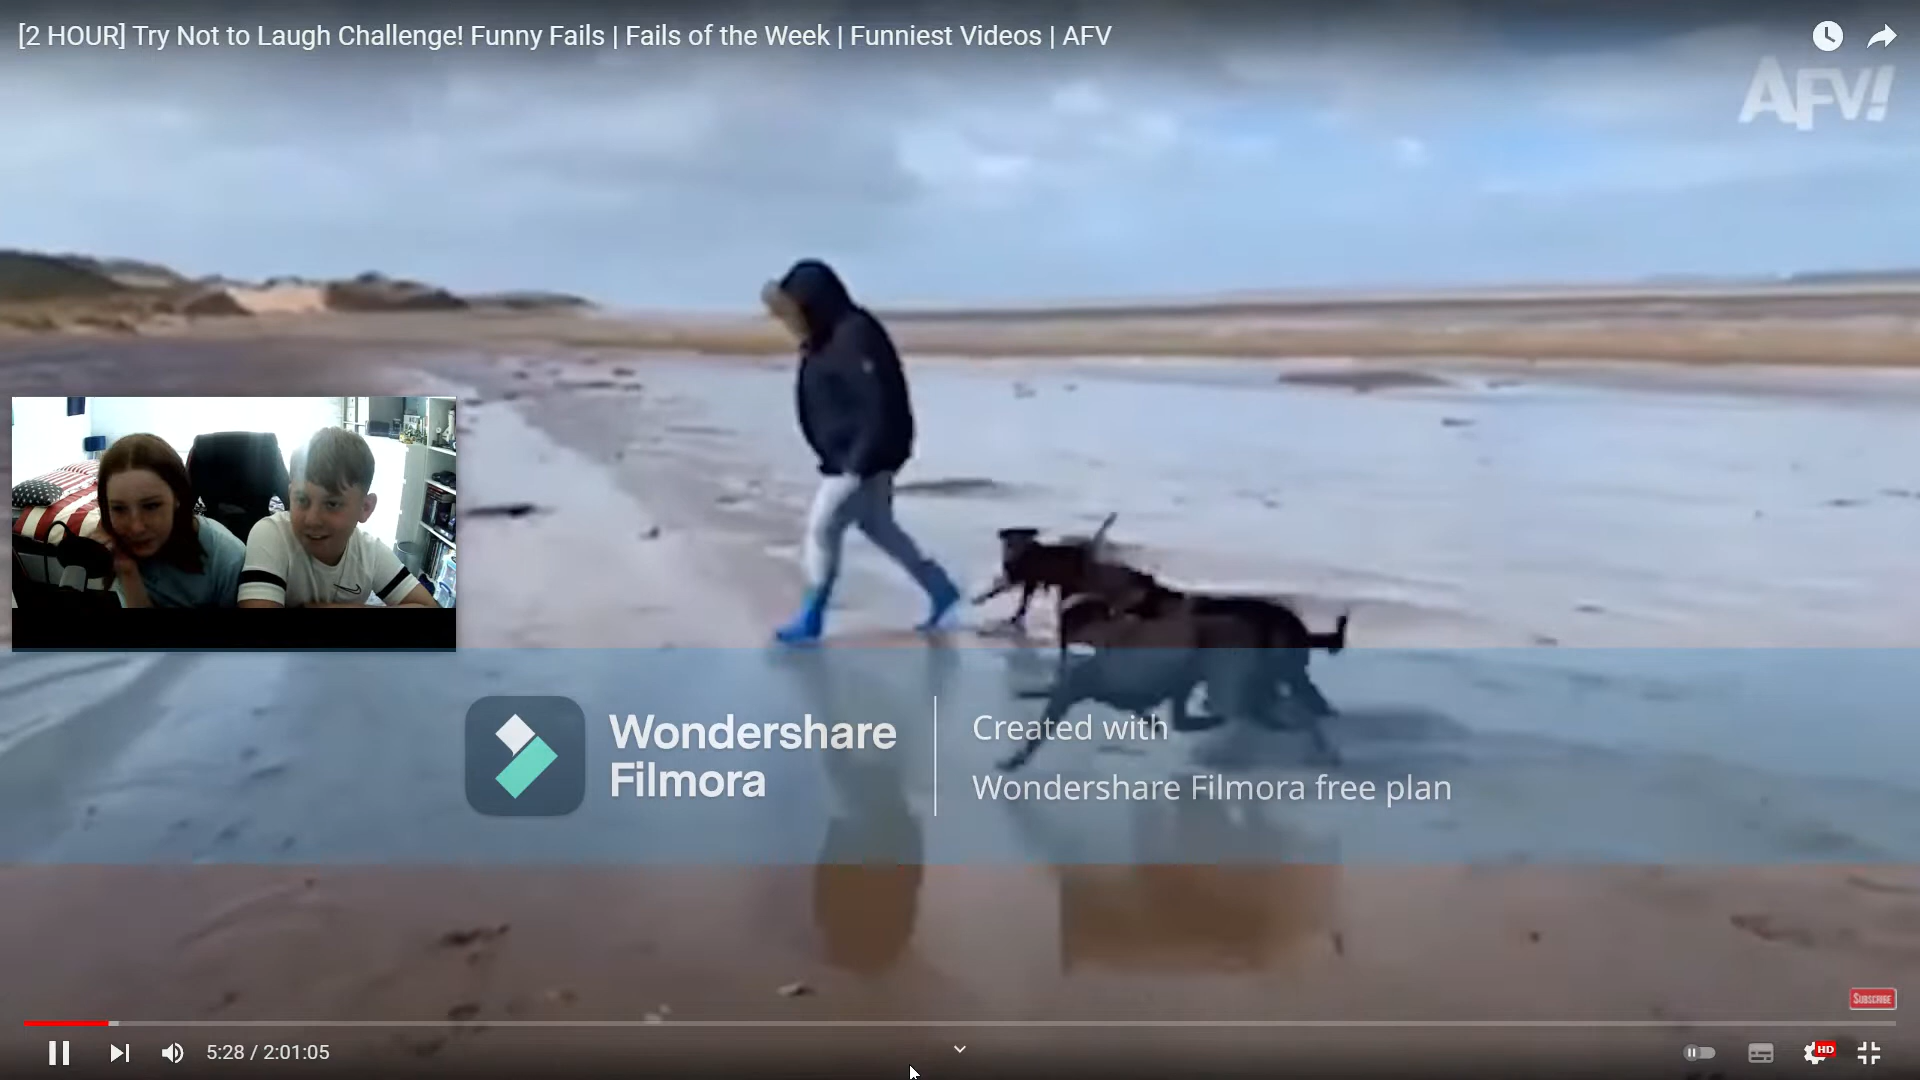 [2 HOUR] Try Not to Laugh Challenge! Funny Fails | Fails of the Week | Funniest Videos | AFV
AFV!
Wondershare
Filmora
Created with
Wondershare Filmora free plan
SUBSCRIBE
5:28 / 2:01:05
HD